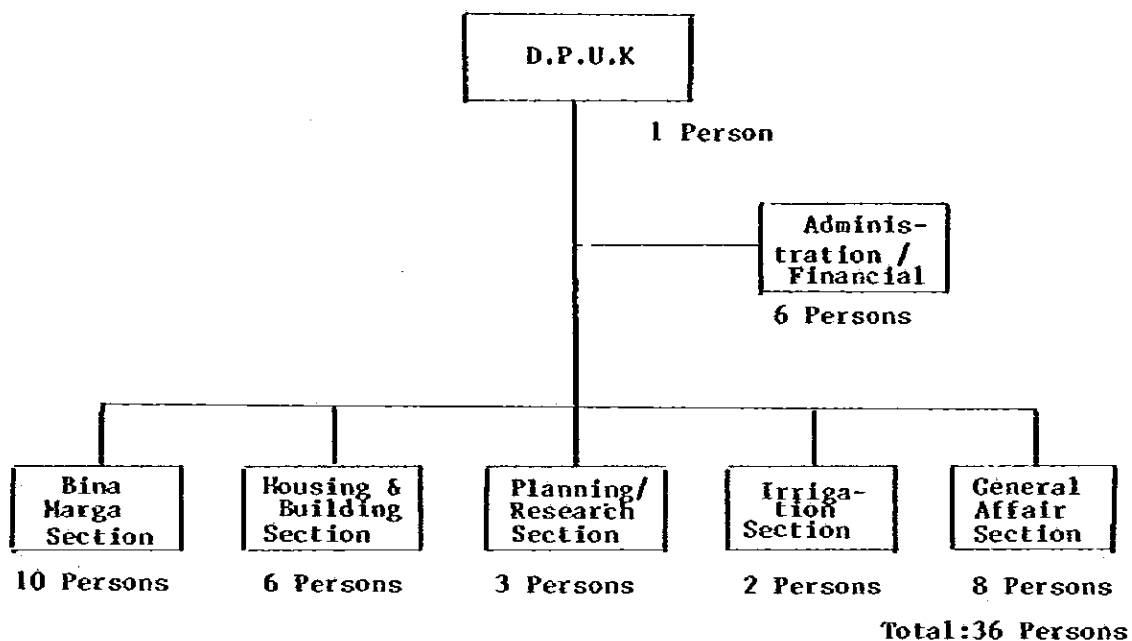 D.P.U.K
1 Person
Adminis-
tration /
Financial
6 Persons
Bina
Marga
Section
10 Persons
Housing &
Building
Section
6 Persons
Planning/
Research
Section
3 Persons
Irriga-
tion
Section
2 Persons
General
Affair
Section
8 Persons
Total:36 Persons